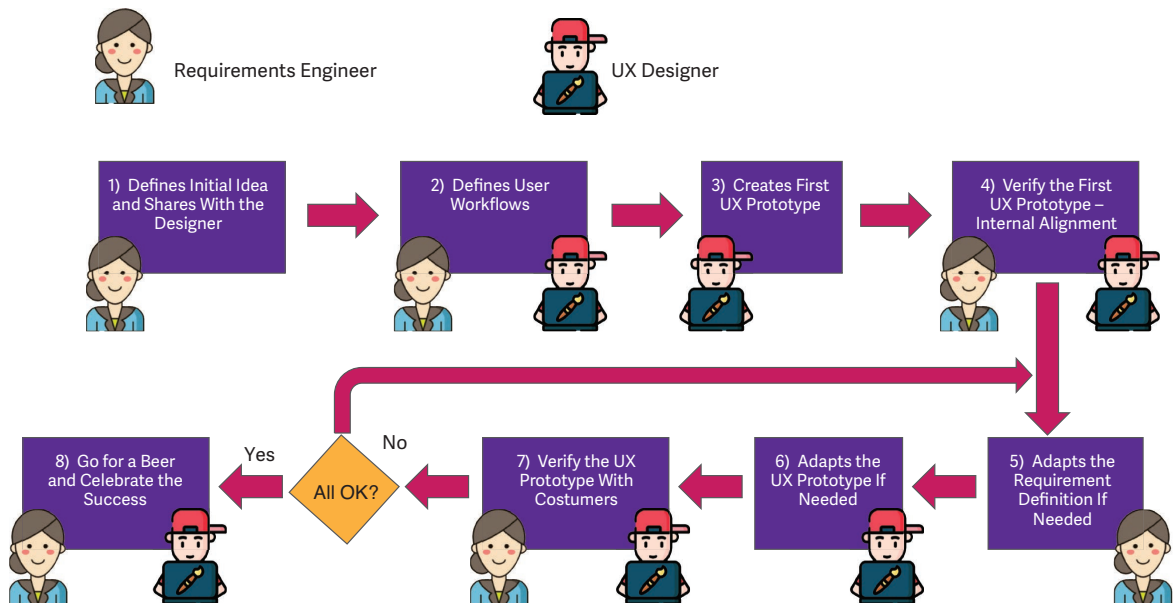 Requirements Engineer
UX Designer
1) Defines Initial Idea
and Shares With the
Designer
2) Defines User
Workflows
3) Creates First
UX Prototype
4) Verify the First
UX Prototype –
Internal Alignment
8) Go for a Beer
and Celebrate the
Success
Yes
All OK?
No
7) Verify the UX
Prototype With
Costumers
6) Adapts the
UX Prototype If
Needed
5) Adapts the
Requirement
Definition If
Needed